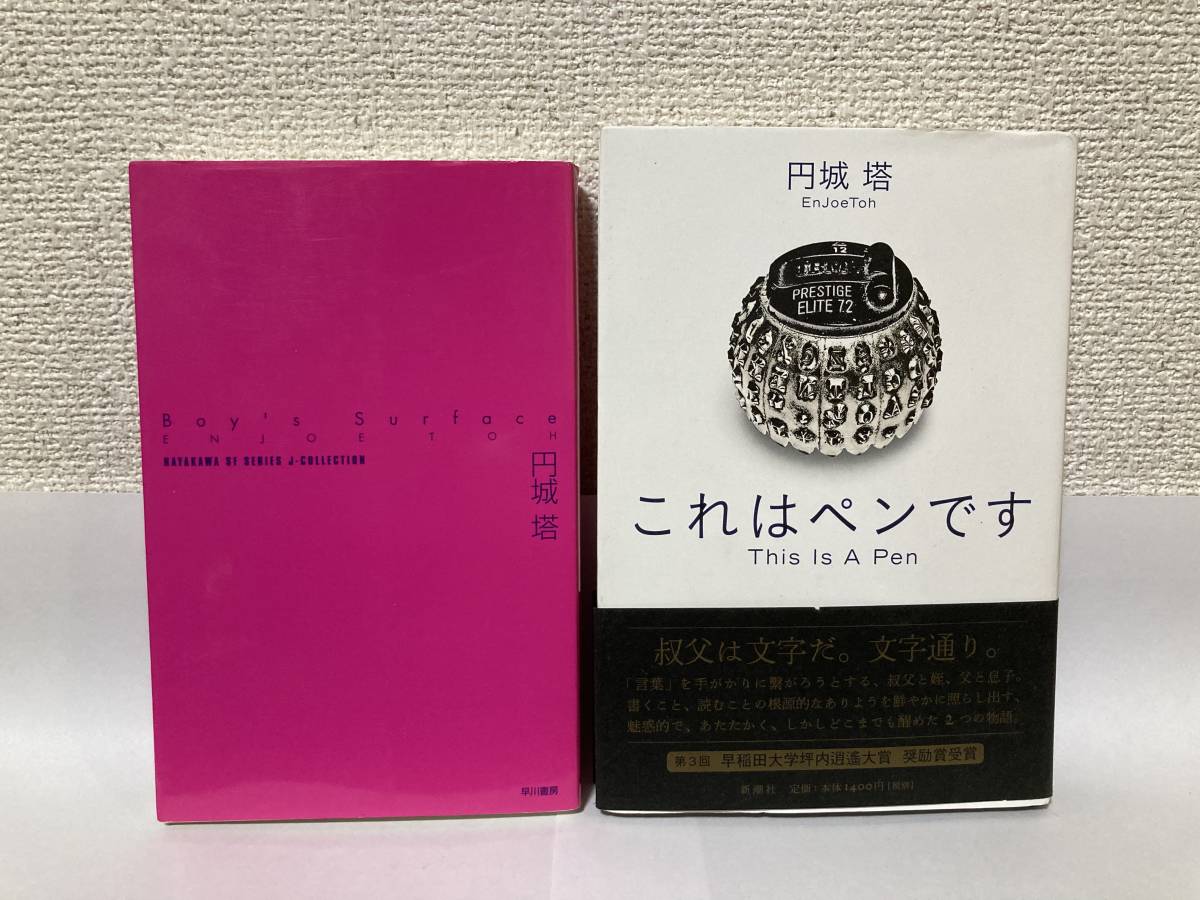 Boy's Surface
ENJOE TOH
HAYAKAWA SF SERIES J-COLLECTION
円城 塔
早川書房
円城 塔
EnJoeToh
12
PRESTIGE
ELITE 7.2
これはペンです
This Is A Pen
叔父は文字だ。文字通り。
「言葉」を手がかりに繋がろうとする、叔父と姪、父と息子。
書くこと、読むことの根源的なありようを鮮やかに照らし出す、
魅惑的で、あたたかく、しかしどこまでも醒めた2つの物語。
第3回 早稲田大学坪内逍遙大賞 奨励賞受賞
新潮社 定価:本体1400円[税別]